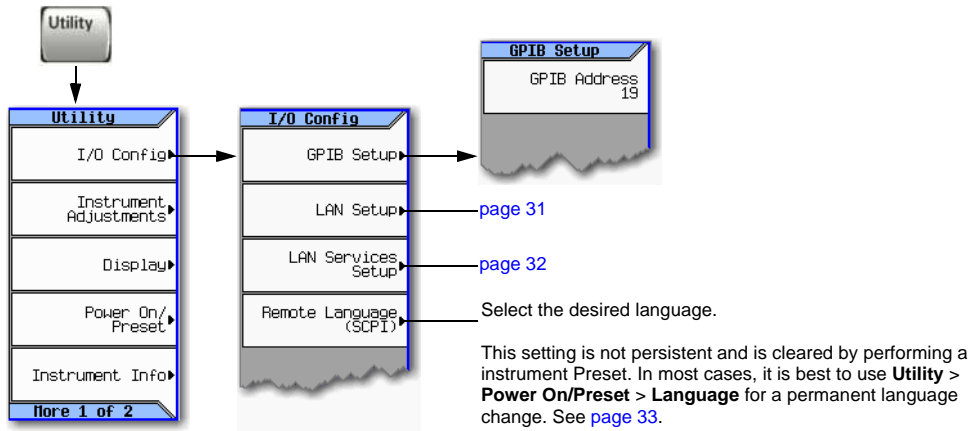 Utility
Utility
I/O Config
Instrument
Adjustments
Display
Power On/
Preset
Instrument Info
More 1 of 2
I/O Config
GPIB Setup
LAN Setup
LAN Services
Setup
Remote Language
(SCPI)
GPIB Setup
GPIB Address
19
page 31
page 32
Select the desired language.
This setting is not persistent and is cleared by performing a
instrument Preset. In most cases, it is best to use Utility >
Power On/Preset > Language for a permanent language
change. See page 33.